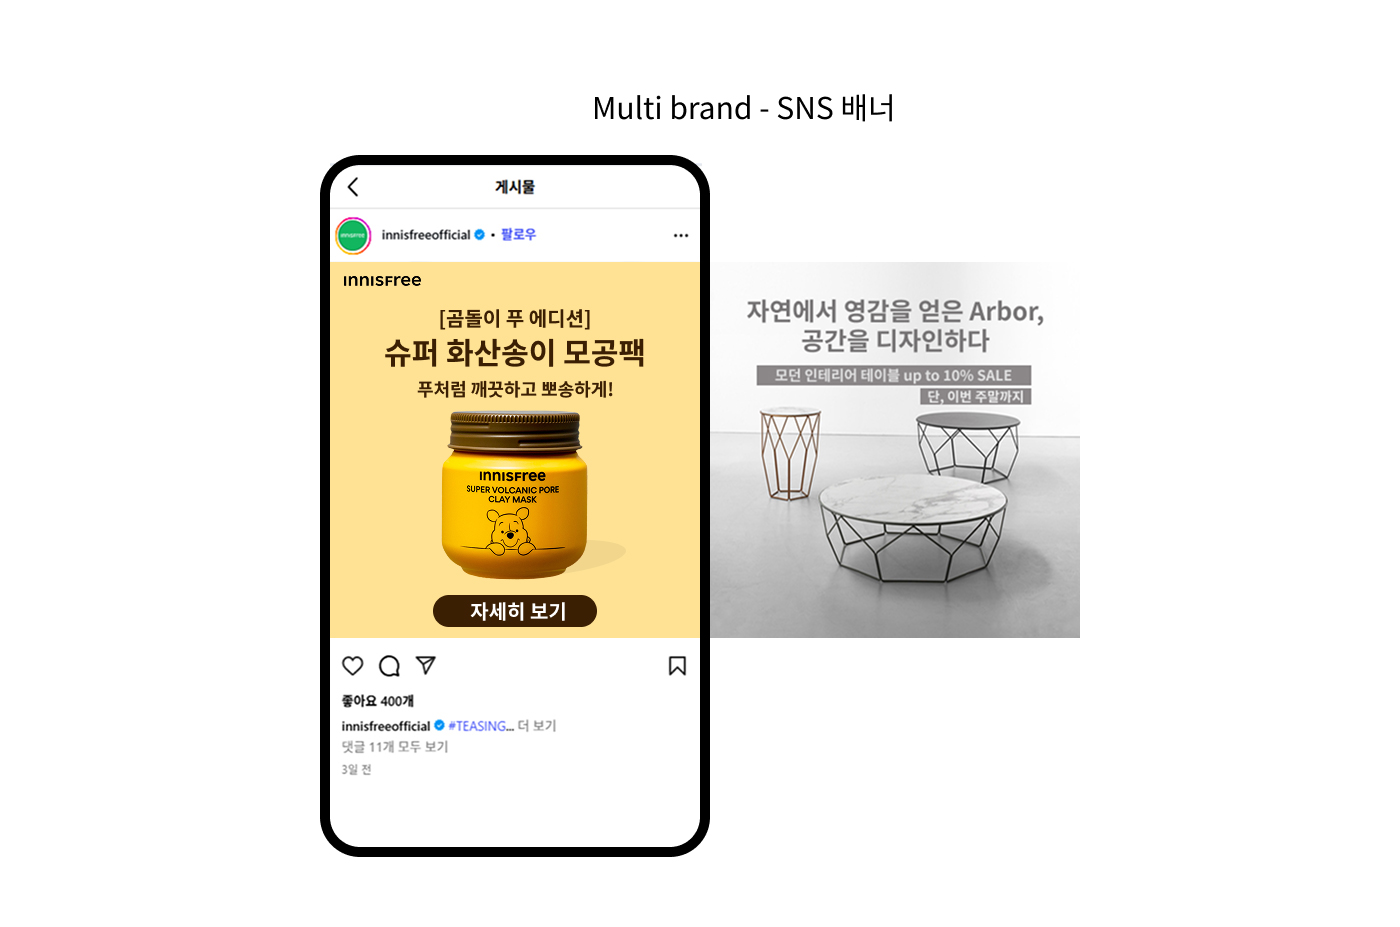 Multi brand - SNS 배너
게시물
innisfree
innisfreeofficial • 팔로우
innisfree
[곰돌이 푸 에디션]
슈퍼 화산송이 모공팩
푸처럼 깨끗하고 뽀송하게!
innisfree
SUPER VOLCANIC PORE
CLAY MASK
자세히 보기
좋아요 400개
innisfreeofficial #TEASING... 더 보기
댓글 11개 모두 보기
3일 전
자연에서 영감을 얻은 Arbor,
공간을 디자인하다
모던 인테리어 테이블 up to 10% SALE
단, 이번 주말까지